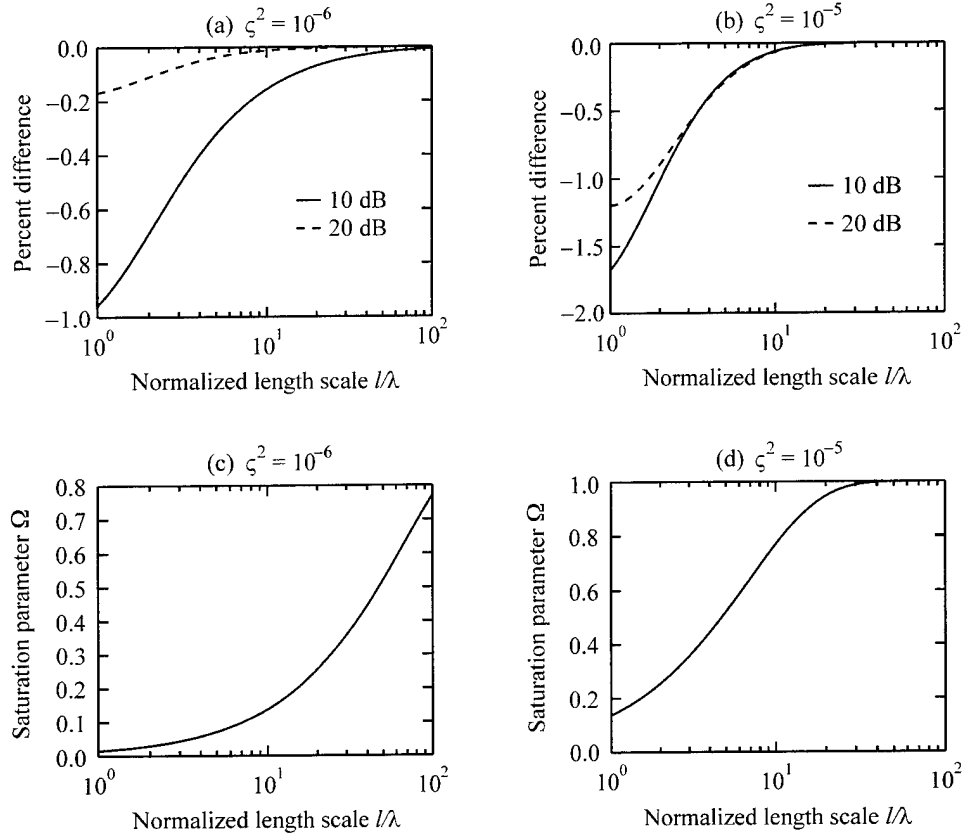 (a) ς² = 10⁻⁶
0.0
−0.2
−0.4
−0.6
−0.8
−1.0
Percent difference
10 dB
20 dB
10⁰
10¹
10²
Normalized length scale l/λ
(b) ς² = 10⁻⁵
0.0
−0.5
−1.0
−1.5
−2.0
Percent difference
10 dB
20 dB
10⁰
10¹
10²
Normalized length scale l/λ
(c) ς² = 10⁻⁶
0.8
0.7
0.6
0.5
0.4
0.3
0.2
0.1
0.0
Saturation parameter Ω
10⁰
10¹
10²
Normalized length scale l/λ
(d) ς² = 10⁻⁵
1.0
0.8
0.6
0.4
0.2
0.0
Saturation parameter Ω
10⁰
10¹
10²
Normalized length scale l/λ